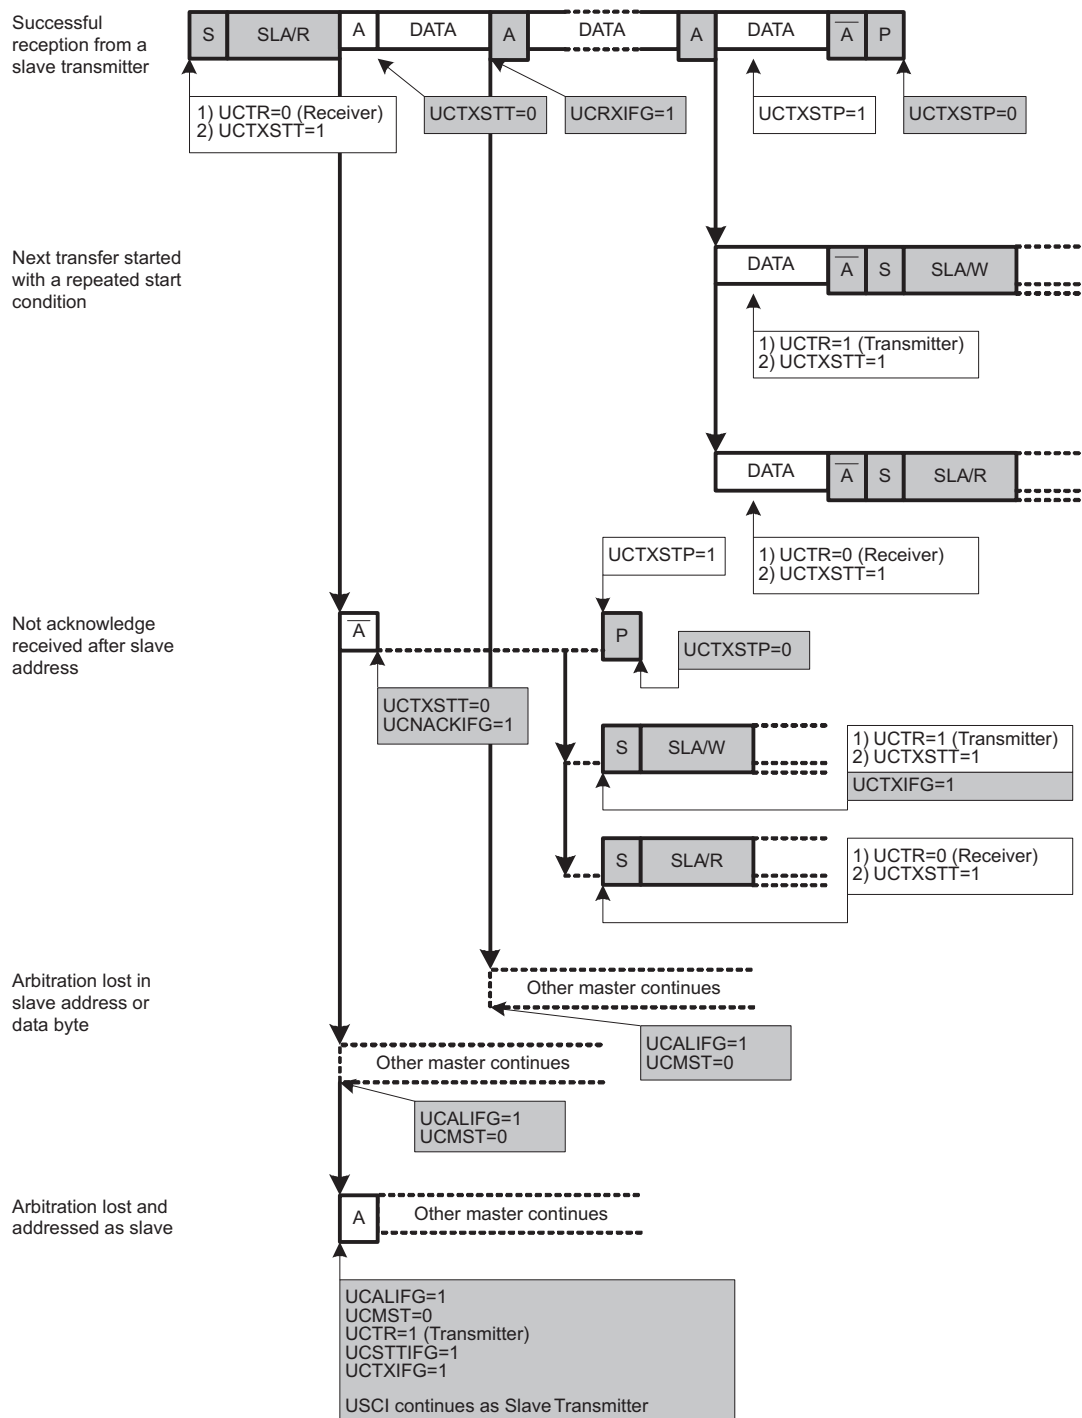 Successful
reception from a
slave transmitter
S SLA/R A DATA A DATA A DATA A P
1) UCTR=0 (Receiver)
2) UCTXSTT=1
UCTXSTT=0
UCRXIFG=1
UCTXSTP=1
UCTXSTP=0
Next transfer started
with a repeated start
condition
DATA A S SLA/W
1) UCTR=1 (Transmitter)
2) UCTXSTT=1
DATA A S SLA/R
1) UCTR=0 (Receiver)
2) UCTXSTT=1
UCTXSTP=1
Not acknowledge
received after slave
address
A
P
UCTXSTP=0
UCTXSTT=0
UCNACKIFG=1
S SLA/W
1) UCTR=1 (Transmitter)
2) UCTXSTT=1
UCTXIFG=1
S SLA/R
1) UCTR=0 (Receiver)
2) UCTXSTT=1
Arbitration lost in
slave address or
data byte
Other master continues
UCALIFG=1
UCMST=0
Other master continues
UCALIFG=1
UCMST=0
Arbitration lost and
addressed as slave
A Other master continues
UCALIFG=1
UCMST=0
UCTR=1 (Transmitter)
UCSTTIFG=1
UCTXIFG=1
USCI continues as Slave Transmitter